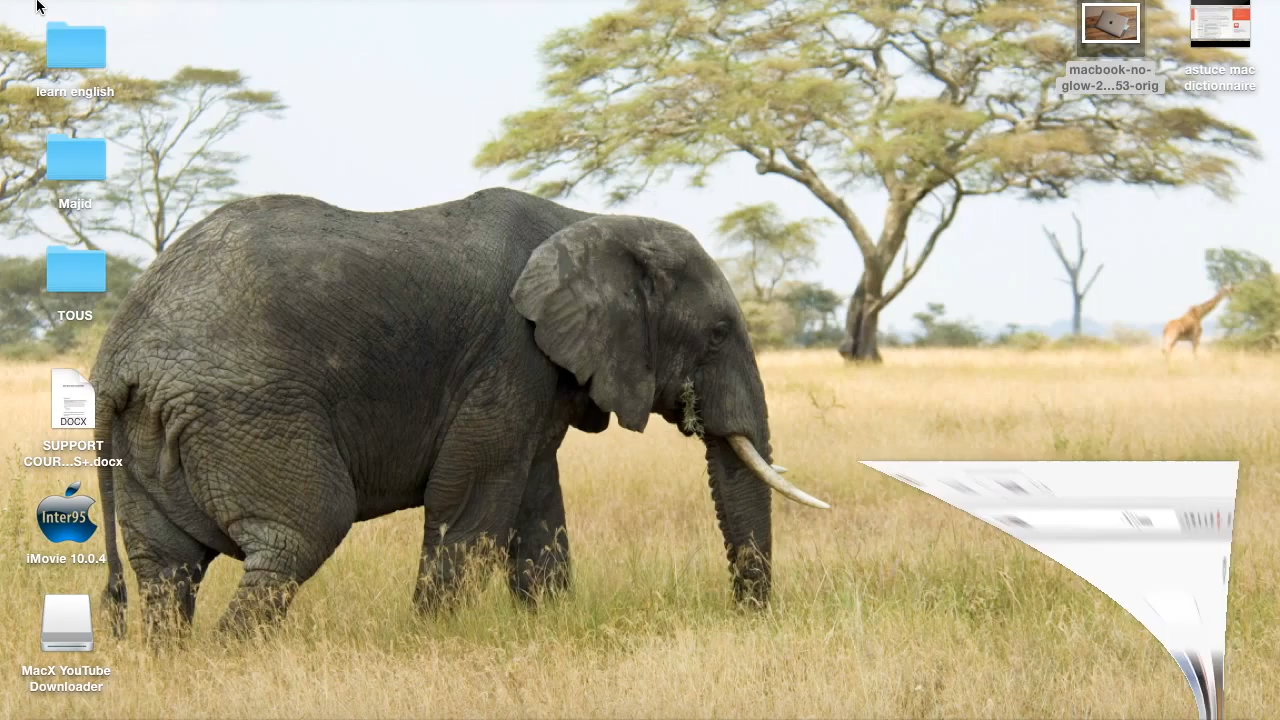 learn english
Majid
TOUS
DOCX
SUPPORT
COUR...S+.docx
Inter95
iMovie 10.0.4
MacX YouTube
Downloader
macbook-no-
glow-2...53-orig
astuce mac
dictionnaire